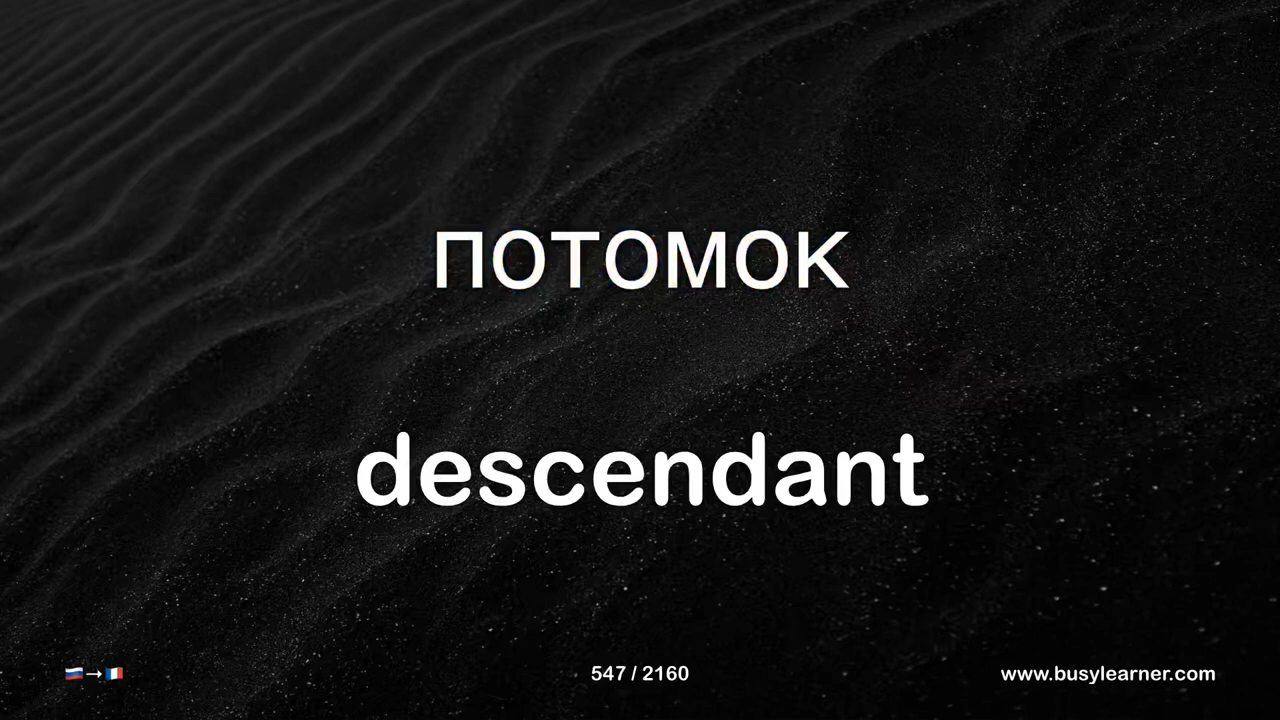 потомок
descendant
🇷🇺→🇫🇷
547 / 2160
www.busylearner.com